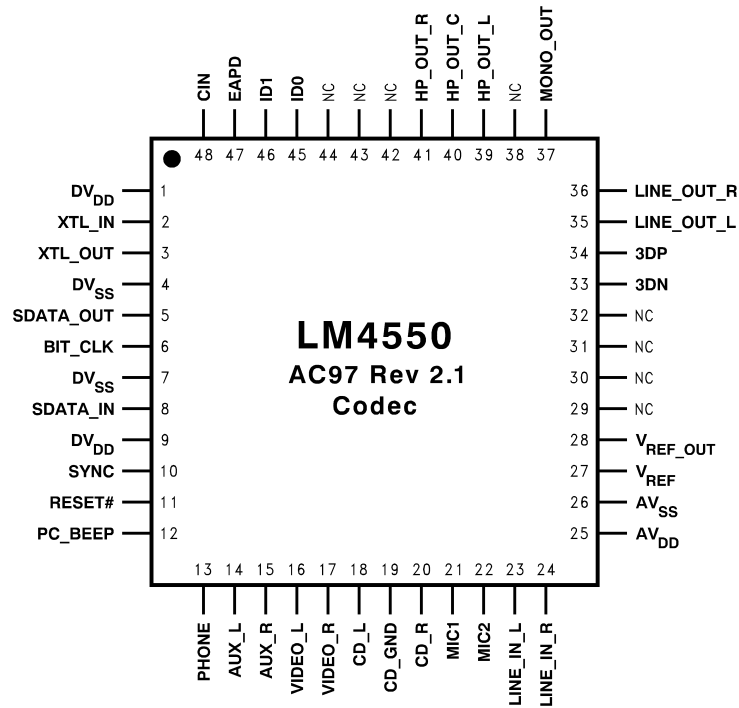 CIN
EAPD
ID1
ID0
NC
NC
NC
HP_OUT_R
HP_OUT_C
HP_OUT_L
NC
MONO_OUT
48 47 46 45 44 43 42 41 40 39 38 37
DVDD 1
XTL_IN 2
XTL_OUT 3
DVSS 4
SDATA_OUT 5
BIT_CLK 6
DVSS 7
SDATA_IN 8
DVDD 9
SYNC 10
RESET# 11
PC_BEEP 12
LM4550
AC97 Rev 2.1
Codec
36 LINE_OUT_R
35 LINE_OUT_L
34 3DP
33 3DN
32 NC
31 NC
30 NC
29 NC
28 VREF_OUT
27 VREF
26 AVSS
25 AVDD
13 14 15 16 17 18 19 20 21 22 23 24
PHONE
AUX_L
AUX_R
VIDEO_L
VIDEO_R
CD_L
CD_GND
CD_R
MIC1
MIC2
LINE_IN_L
LINE_IN_R